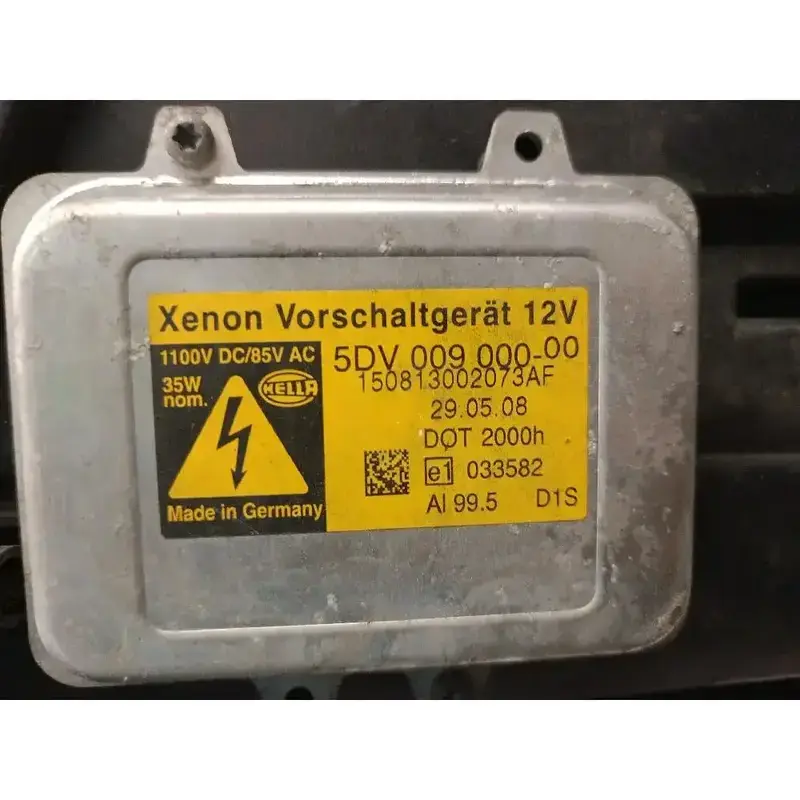 Xenon Vorschaltgerät 12V
1100V DC/85V AC
35W
nom.
HELLA
Made in Germany
5DV 009 000-00
150813002073AF
29.05.08
DOT 2000h
e1 033582
Al 99.5 D1S